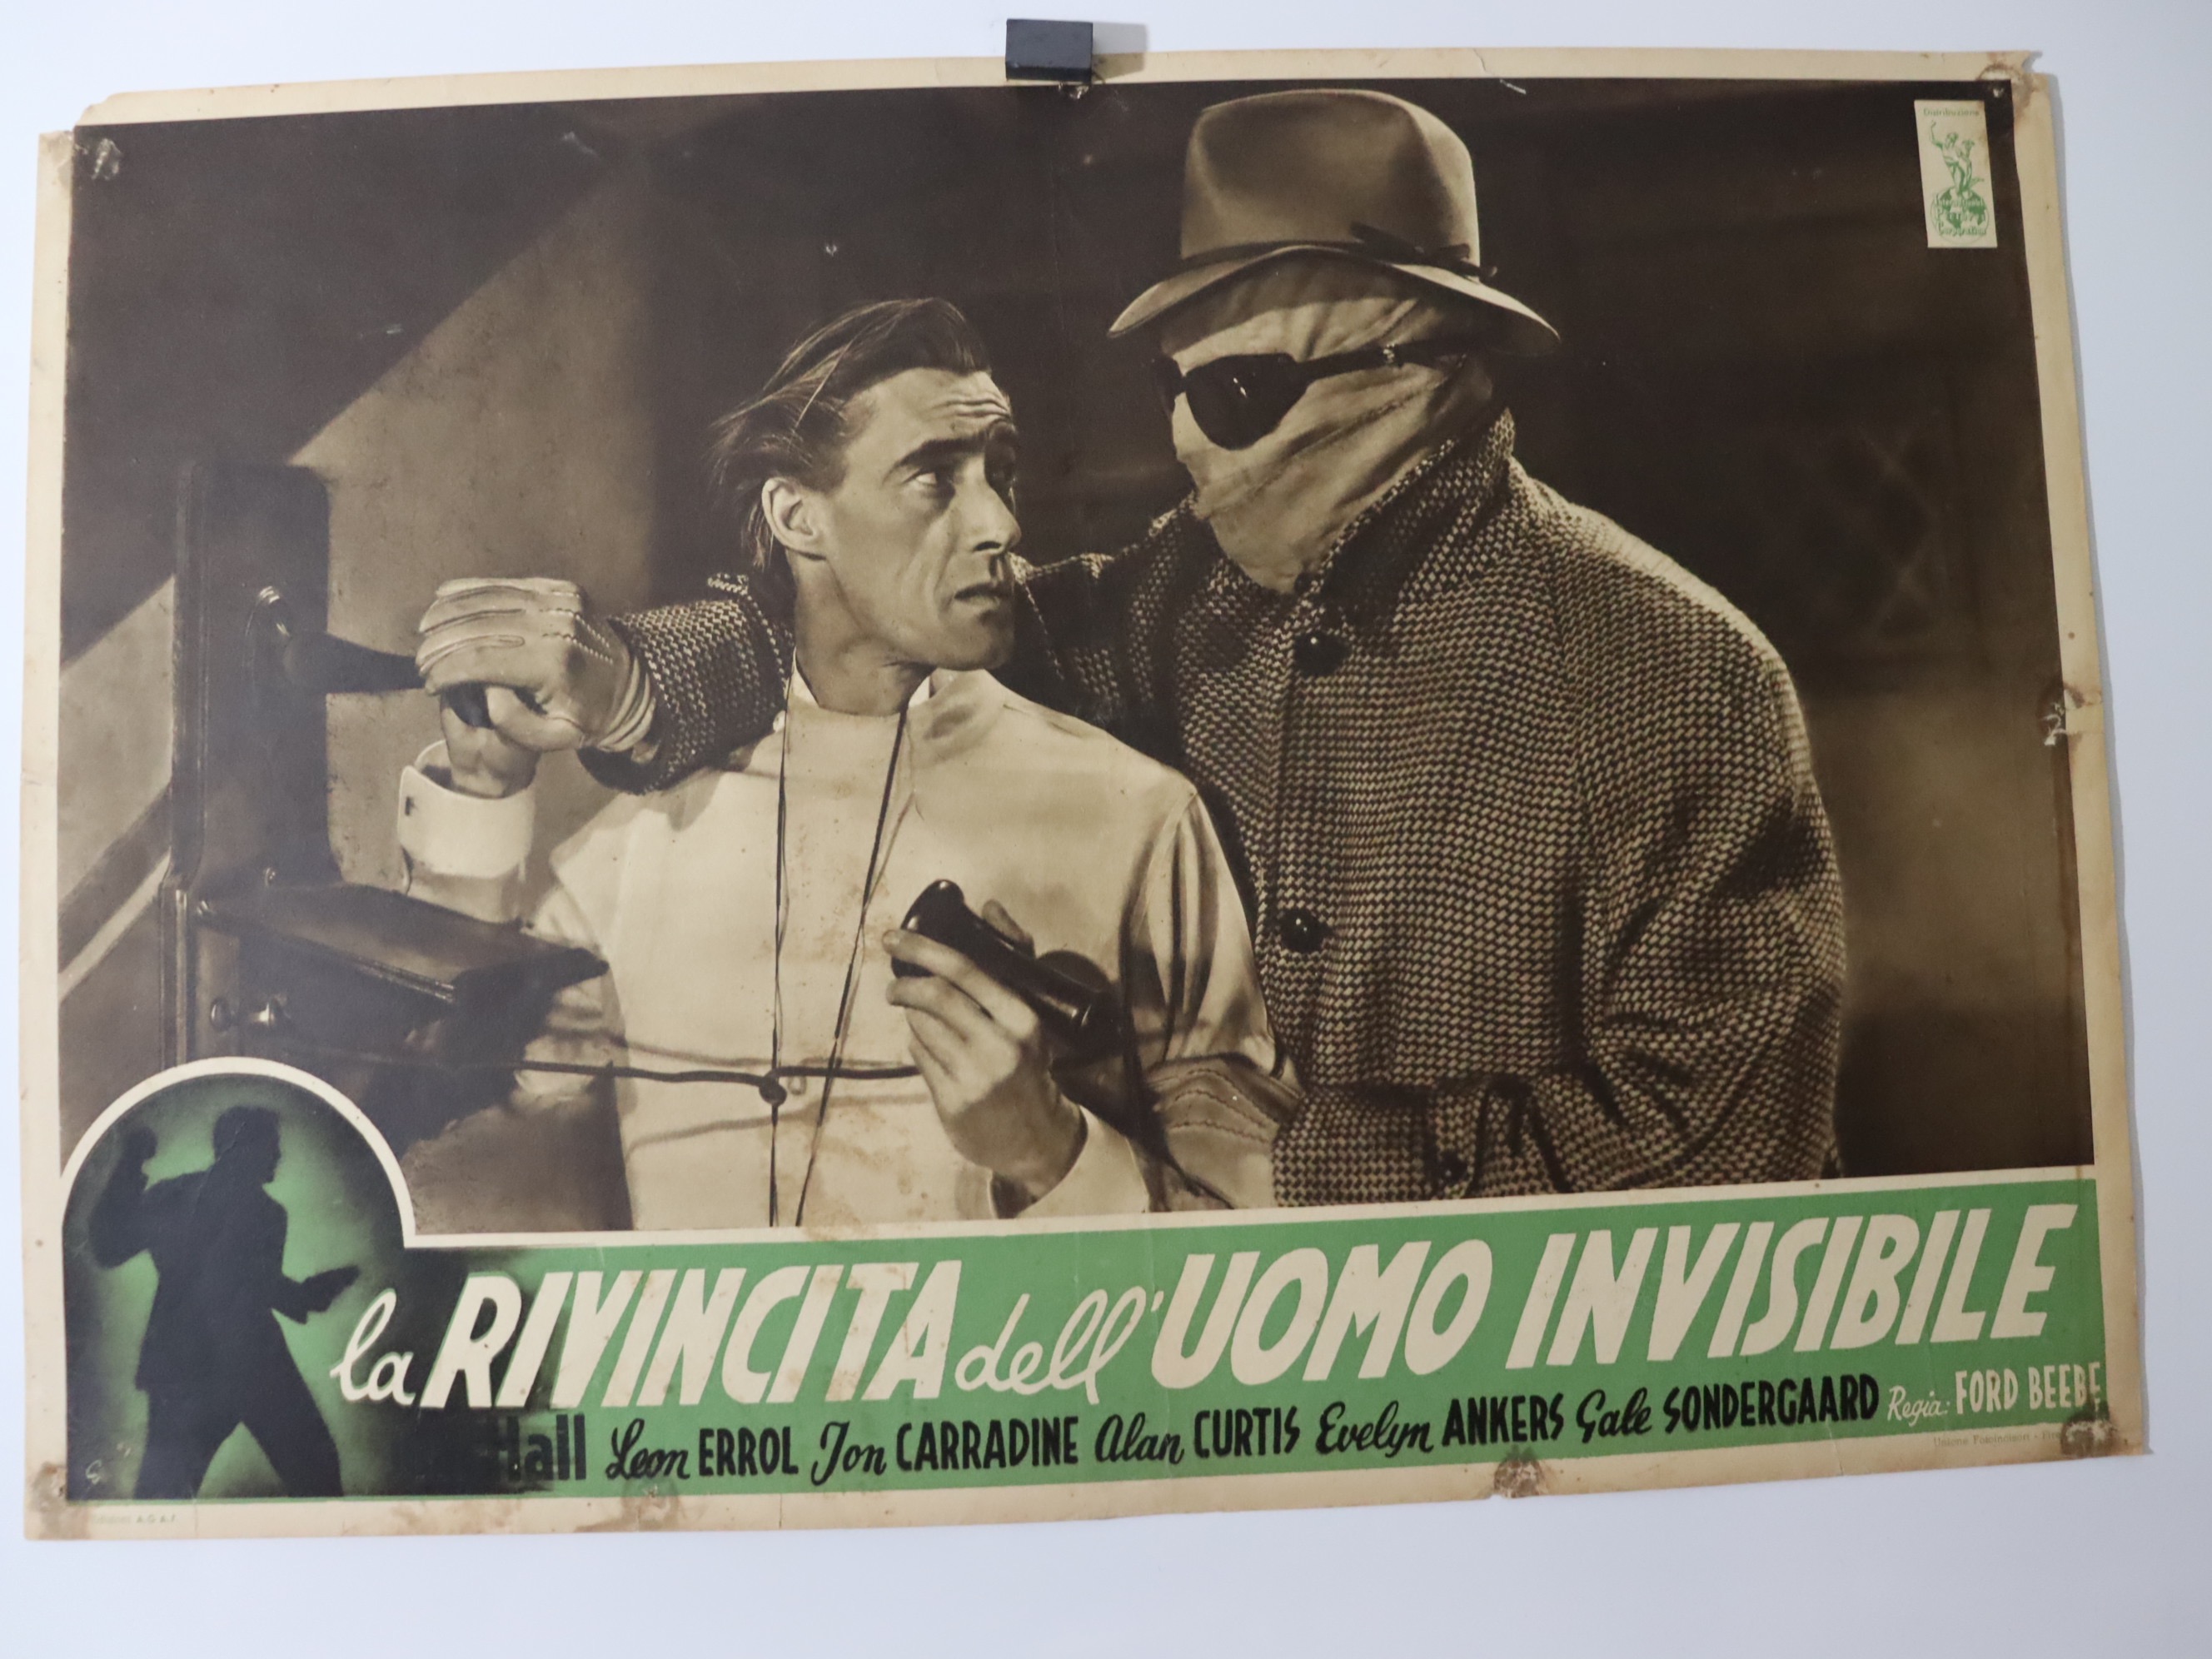 Distribuzione
la RIVINCITA dell' UOMO INVISIBILE
Hall Leon ERROL Jon CARRADINE Alan CURTIS Evelyn ANKERS Gale SONDERGAARD Regia: FORD BEEBE
A.G.A.F.